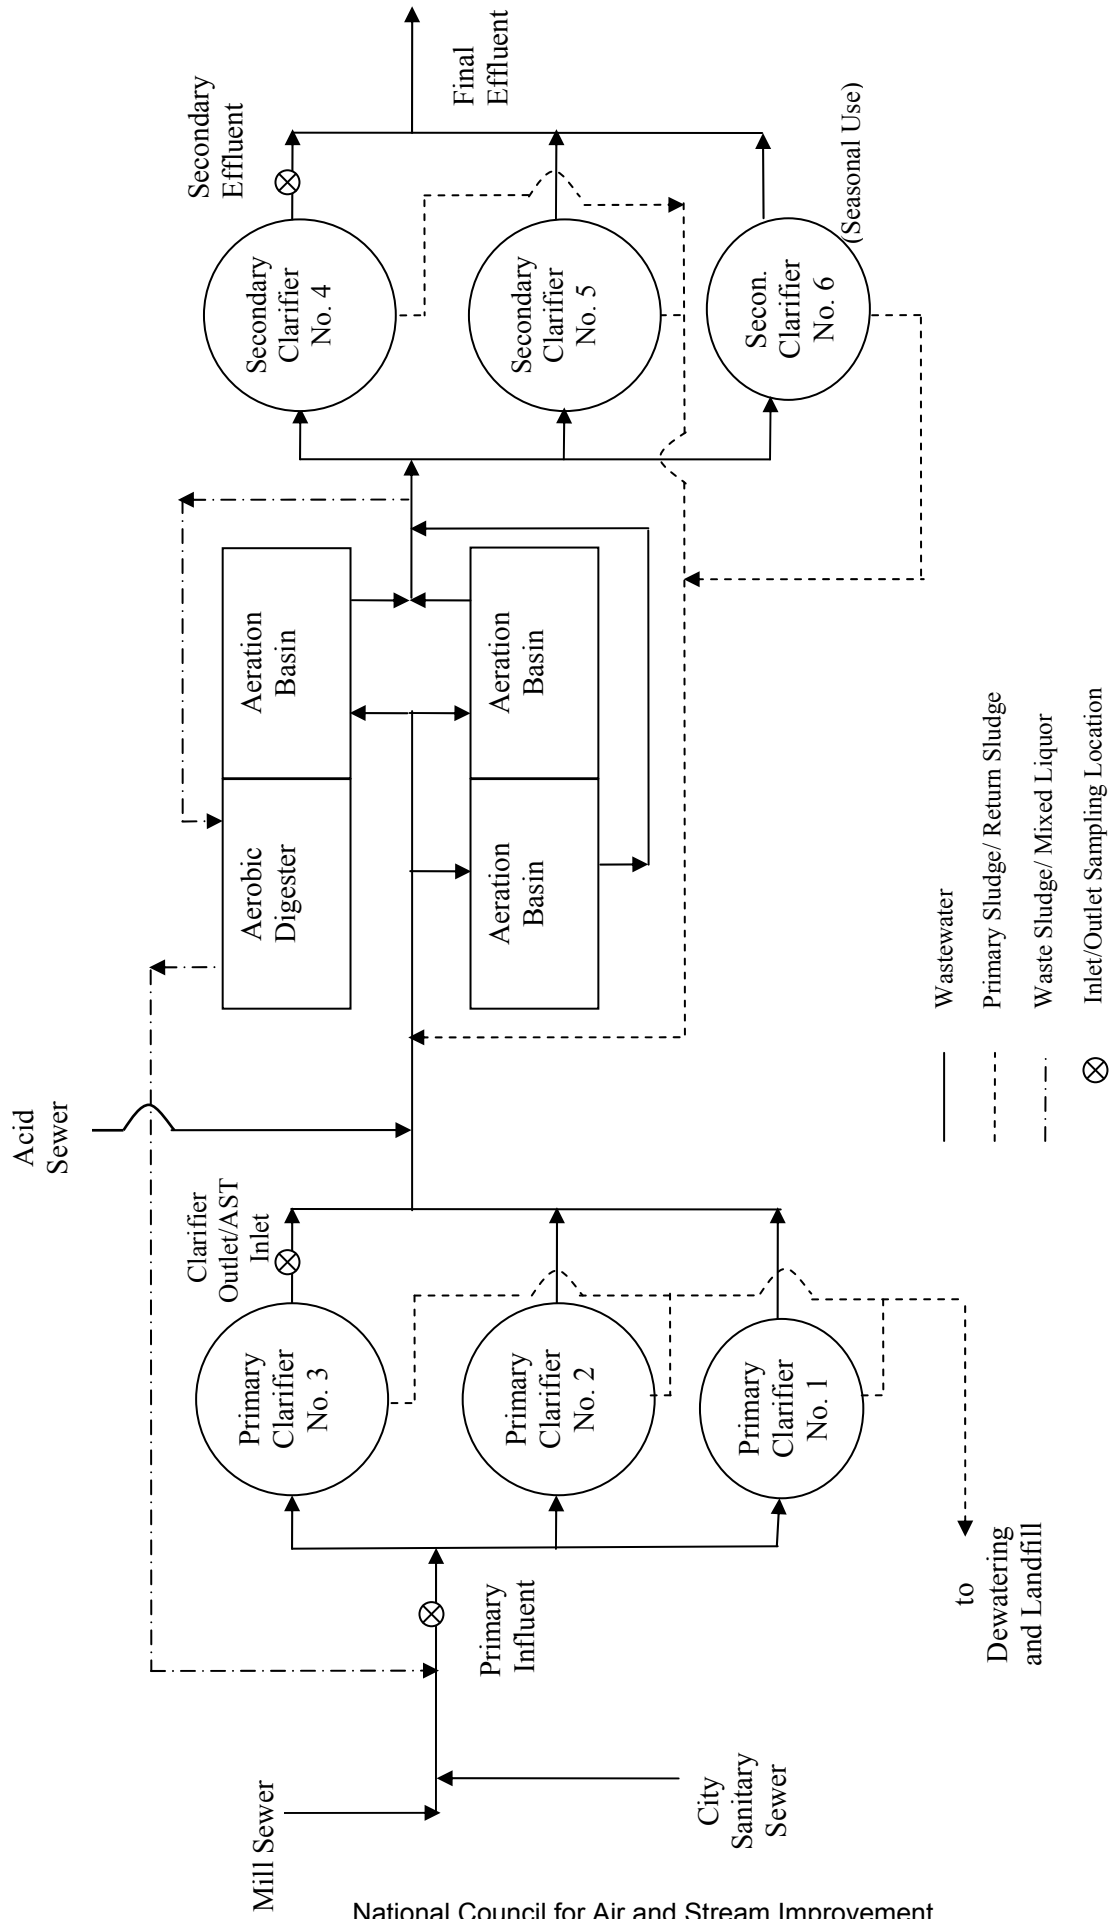 Mill Sewer
City
Sanitary
Sewer
Primary
Influent
Primary
Clarifier
No. 3
Primary
Clarifier
No. 2
Primary
Clarifier
No. 1
to
Dewatering
and Landfill
Clarifier
Outlet/AST
Inlet
Acid
Sewer
Aerobic
Digester
Aeration
Basin
Aeration
Basin
Aeration
Basin
Secondary
Clarifier
No. 4
Secondary
Clarifier
No. 5
Secon.
Clarifier
No. 6
(Seasonal Use)
Secondary
Effluent
Final
Effluent
Wastewater
Primary Sludge/ Return Sludge
Waste Sludge/ Mixed Liquor
Inlet/Outlet Sampling Location
National Council for Air and Stream Improvement